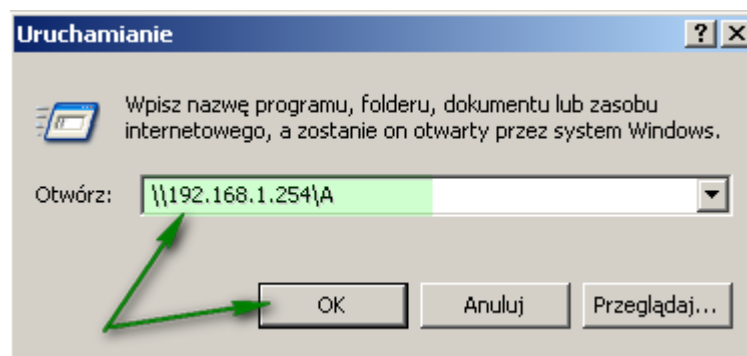 Uruchamianie
Wpisz nazwę programu, folderu, dokumentu lub zasobu
internetowego, a zostanie on otwarty przez system Windows.
Otwórz: \\192.168.1.254\A
OK Anuluj Przeglądaj...